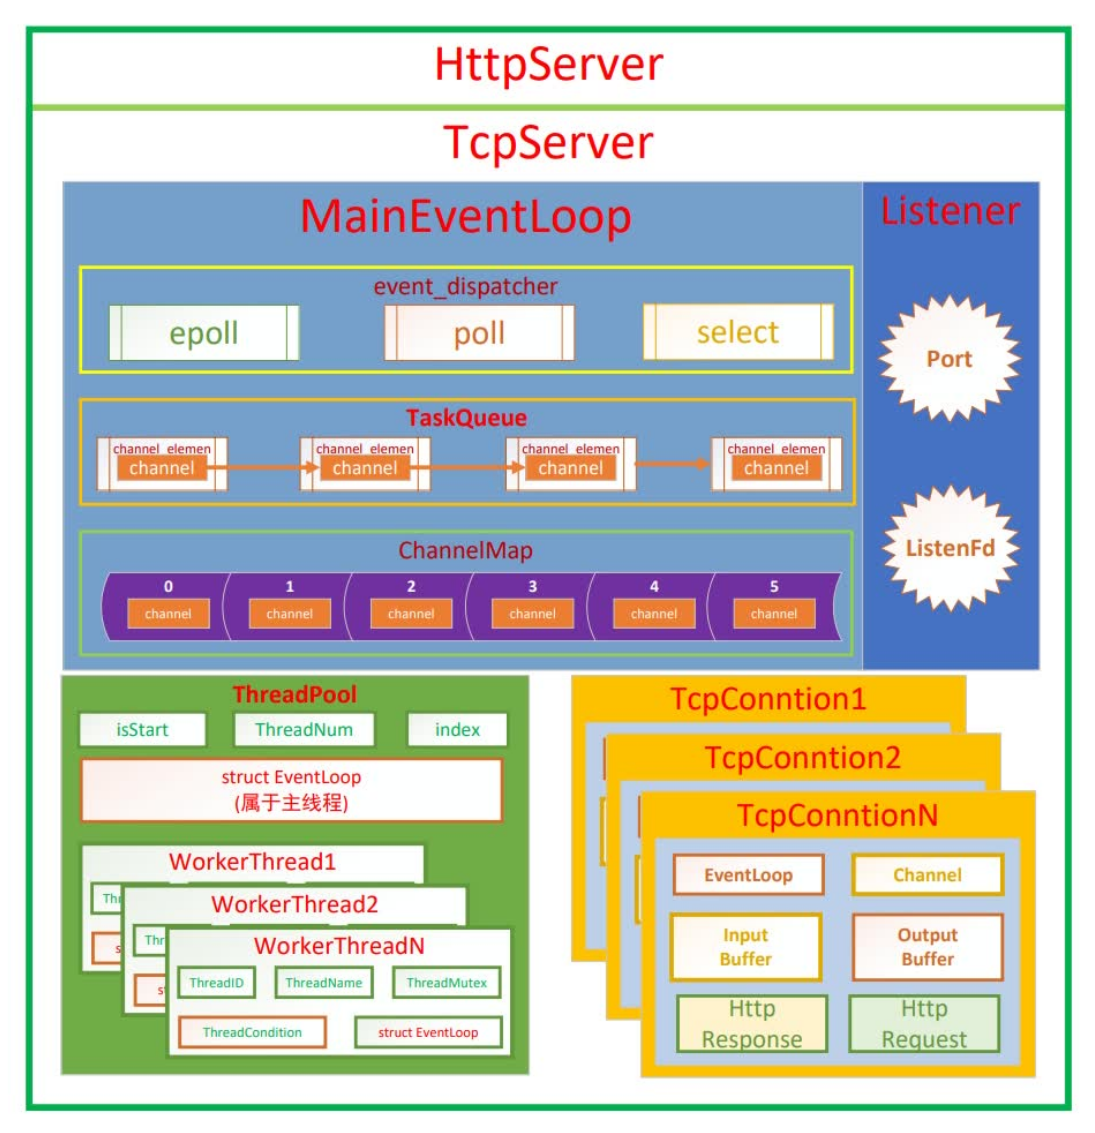 HttpServer
TcpServer
MainEventLoop
Listener
event_dispatcher
epoll
poll
select
Port
TaskQueue
channel_elemen
channel_elemen
channel_elemen
channel_elemen
channel
channel
channel
channel
ListenFd
ChannelMap
0
1
2
3
4
5
channel
channel
channel
channel
channel
channel
ThreadPool
isStart
ThreadNum
index
struct EventLoop
(属于主线程)
WorkerThread1
Thr
s
WorkerThread2
Thr
st
WorkerThreadN
ThreadID
ThreadName
ThreadMutex
ThreadCondition
struct EventLoop
TcpConntion1
TcpConntion2
TcpConntionN
EventLoop
Channel
Input
Buffer
Output
Buffer
Http
Response
Http
Request